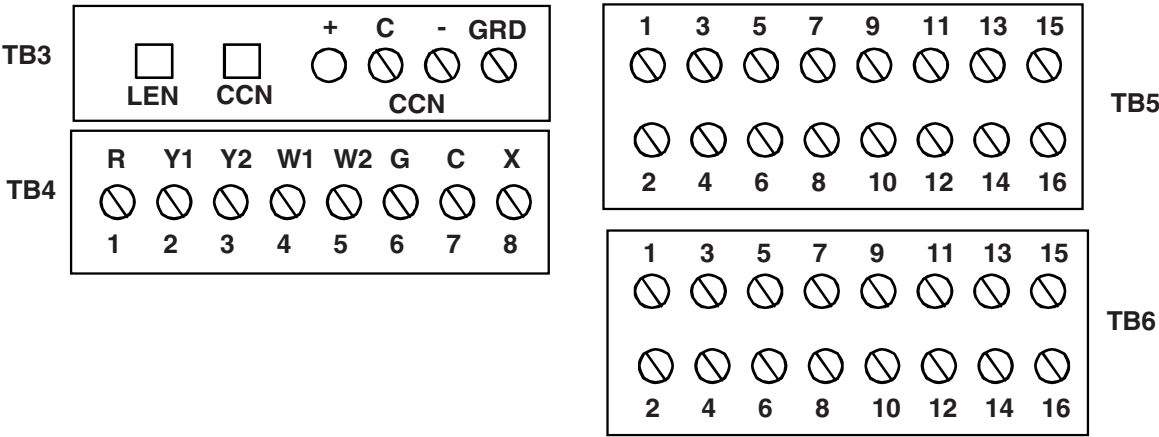 TB3
+ C - GRD
LEN CCN
CCN
TB4
R Y1 Y2 W1 W2 G C X
1 2 3 4 5 6 7 8
1 3 5 7 9 11 13 15
TB5
2 4 6 8 10 12 14 16
1 3 5 7 9 11 13 15
TB6
2 4 6 8 10 12 14 16